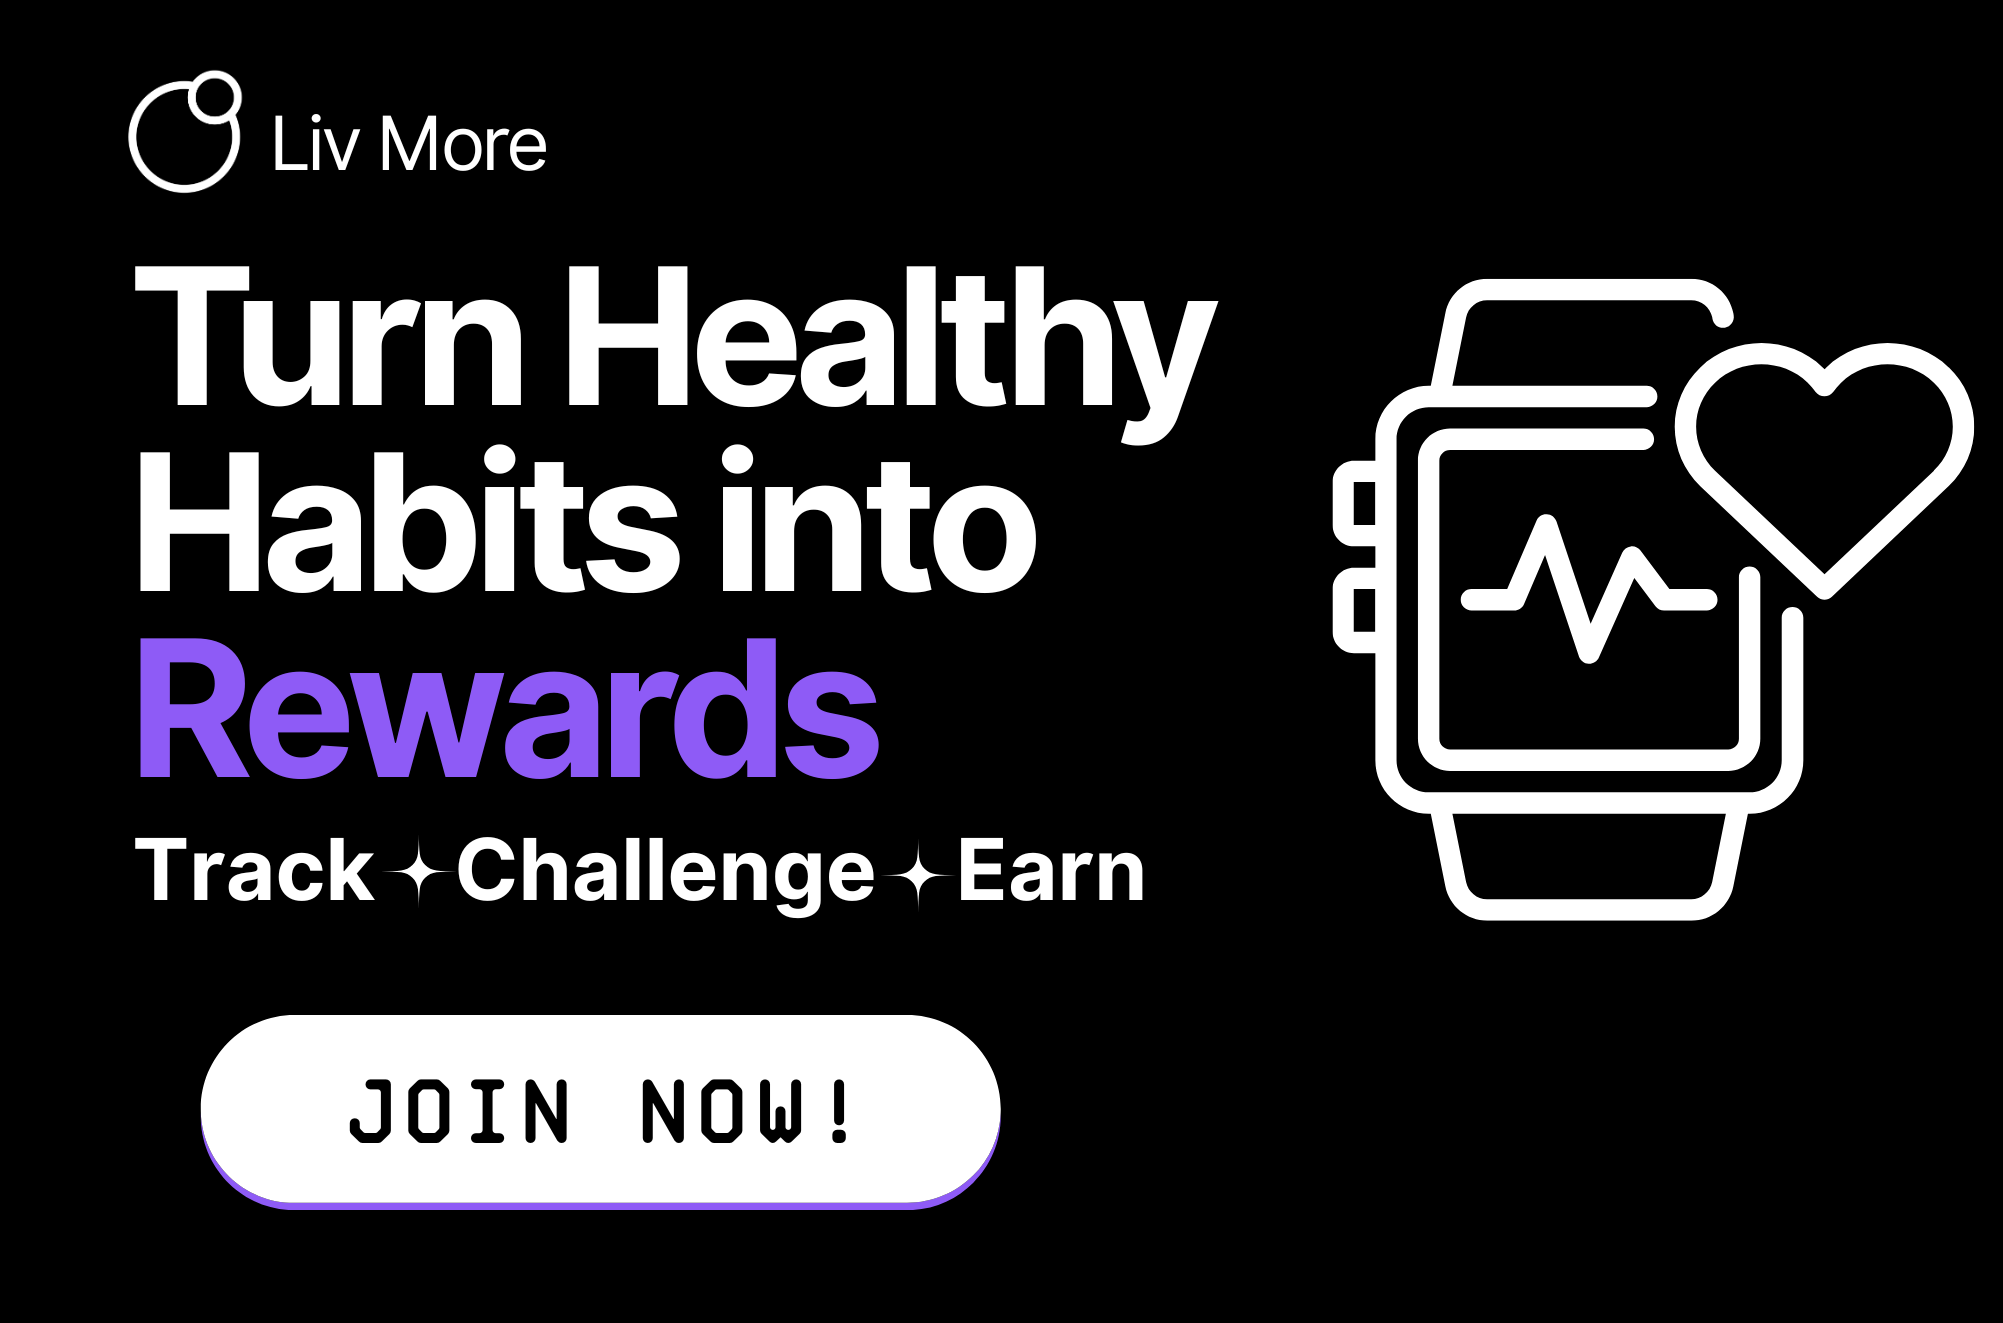 Liv More
Turn Healthy
Habits into
Rewards
Track✦Challenge✦Earn
JOIN NOW!